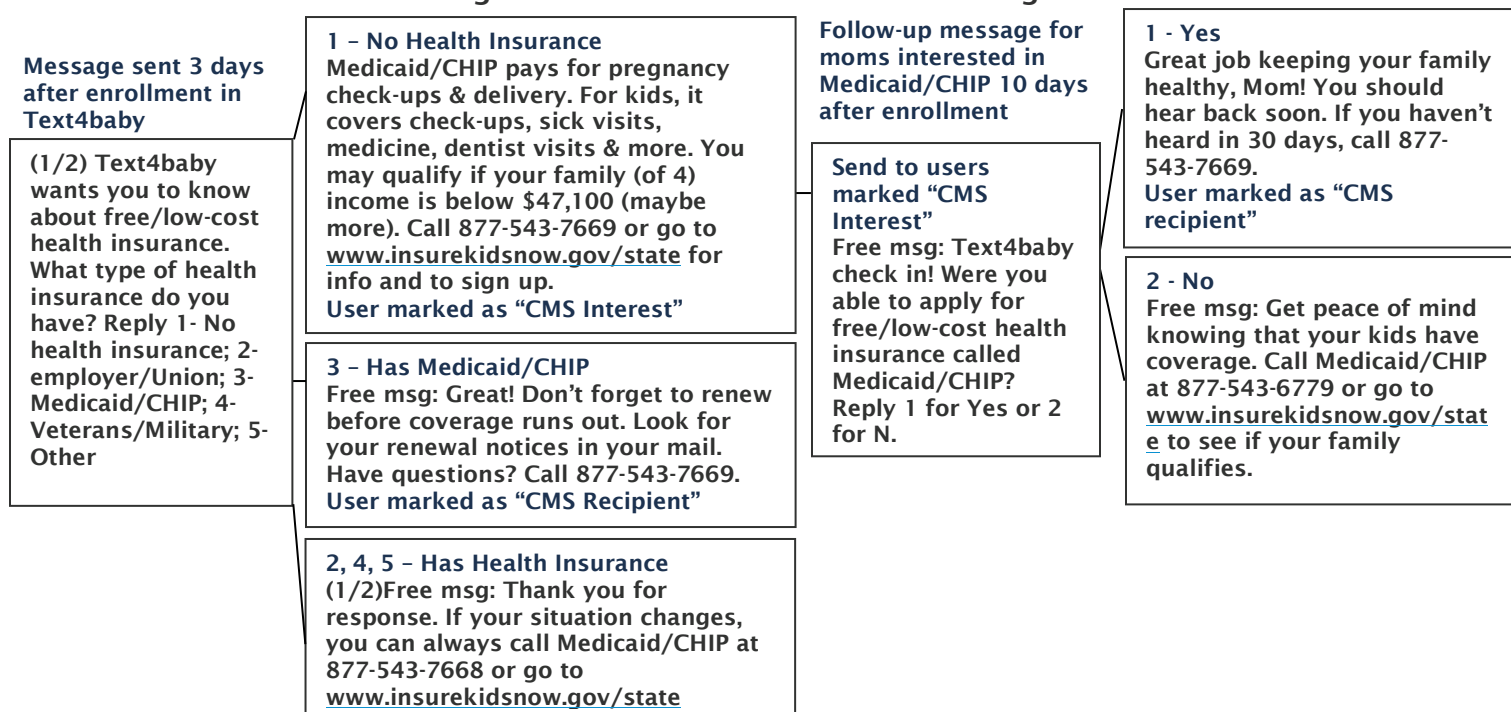 Message sent 3 days
after enrollment in
Text4baby
(1/2) Text4baby
wants you to know
about free/low-cost
health insurance.
What type of health
insurance do you
have? Reply 1- No
health insurance; 2-
employer/Union; 3-
Medicaid/CHIP; 4-
Veterans/Military; 5-
Other
1 – No Health Insurance
Medicaid/CHIP pays for pregnancy
check-ups & delivery. For kids, it
covers check-ups, sick visits,
medicine, dentist visits & more. You
may qualify if your family (of 4)
income is below $47,100 (maybe
more). Call 877-543-7669 or go to
www.insurekidsnow.gov/state for
info and to sign up.
User marked as “CMS Interest”
3 – Has Medicaid/CHIP
Free msg: Great! Don’t forget to renew
before coverage runs out. Look for
your renewal notices in your mail.
Have questions? Call 877-543-7669.
User marked as “CMS Recipient”
2, 4, 5 – Has Health Insurance
(1/2)Free msg: Thank you for
response. If your situation changes,
you can always call Medicaid/CHIP at
877-543-7668 or go to
www.insurekidsnow.gov/state
Follow-up message for
moms interested in
Medicaid/CHIP 10 days
after enrollment
Send to users
marked “CMS
Interest”
Free msg: Text4baby
check in! Were you
able to apply for
free/low-cost health
insurance called
Medicaid/CHIP?
Reply 1 for Yes or 2
for N.
1 - Yes
Great job keeping your family
healthy, Mom! You should
hear back soon. If you haven’t
heard in 30 days, call 877-
543-7669.
User marked as “CMS
recipient”
2 - No
Free msg: Get peace of mind
knowing that your kids have
coverage. Call Medicaid/CHIP
at 877-543-6779 or go to
www.insurekidsnow.gov/stat
e to see if your family
qualifies.